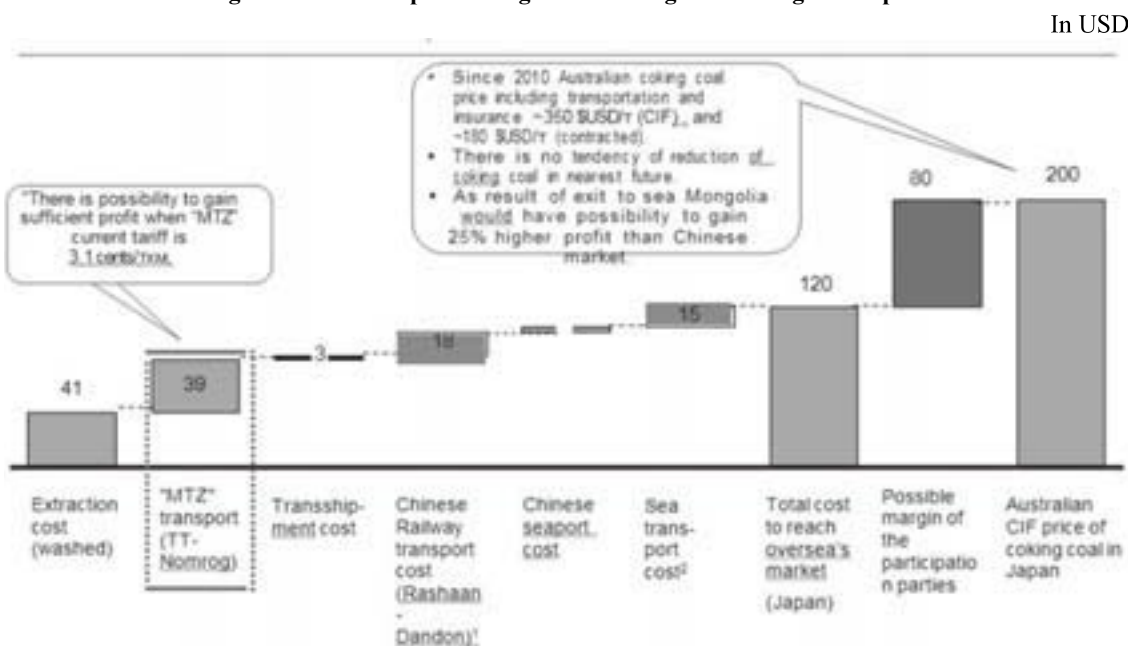 In USD
• Since 2010 Australian coking coal
price including transportation and
insurance ~350 $USD/т (CIF), and
~180 $USD/т (contracted).
• There is no tendency of reduction of
coking coal in nearest future.
• As result of exit to sea Mongolia
would have possibility to gain
25% higher profit than Chinese
market
"There is possibility to gain
sufficient profit when "MTZ"
current tariff is
3.1 cents/ткм.
41
39
3
18
15
120
80
200
Extraction
cost
(washed)
"MTZ"
transport
(TT-
Nomrog)
Transship-
ment cost
Chinese
Railway
transport
cost
(Rashaan
-
Dandon)¹
Chinese
seaport
cost
Sea
trans-
port
cost²
Total cost
to reach
oversea's
market
(Japan)
Possible
margin of
the
participatio
n parties
Australian
CIF price of
coking coal in
Japan